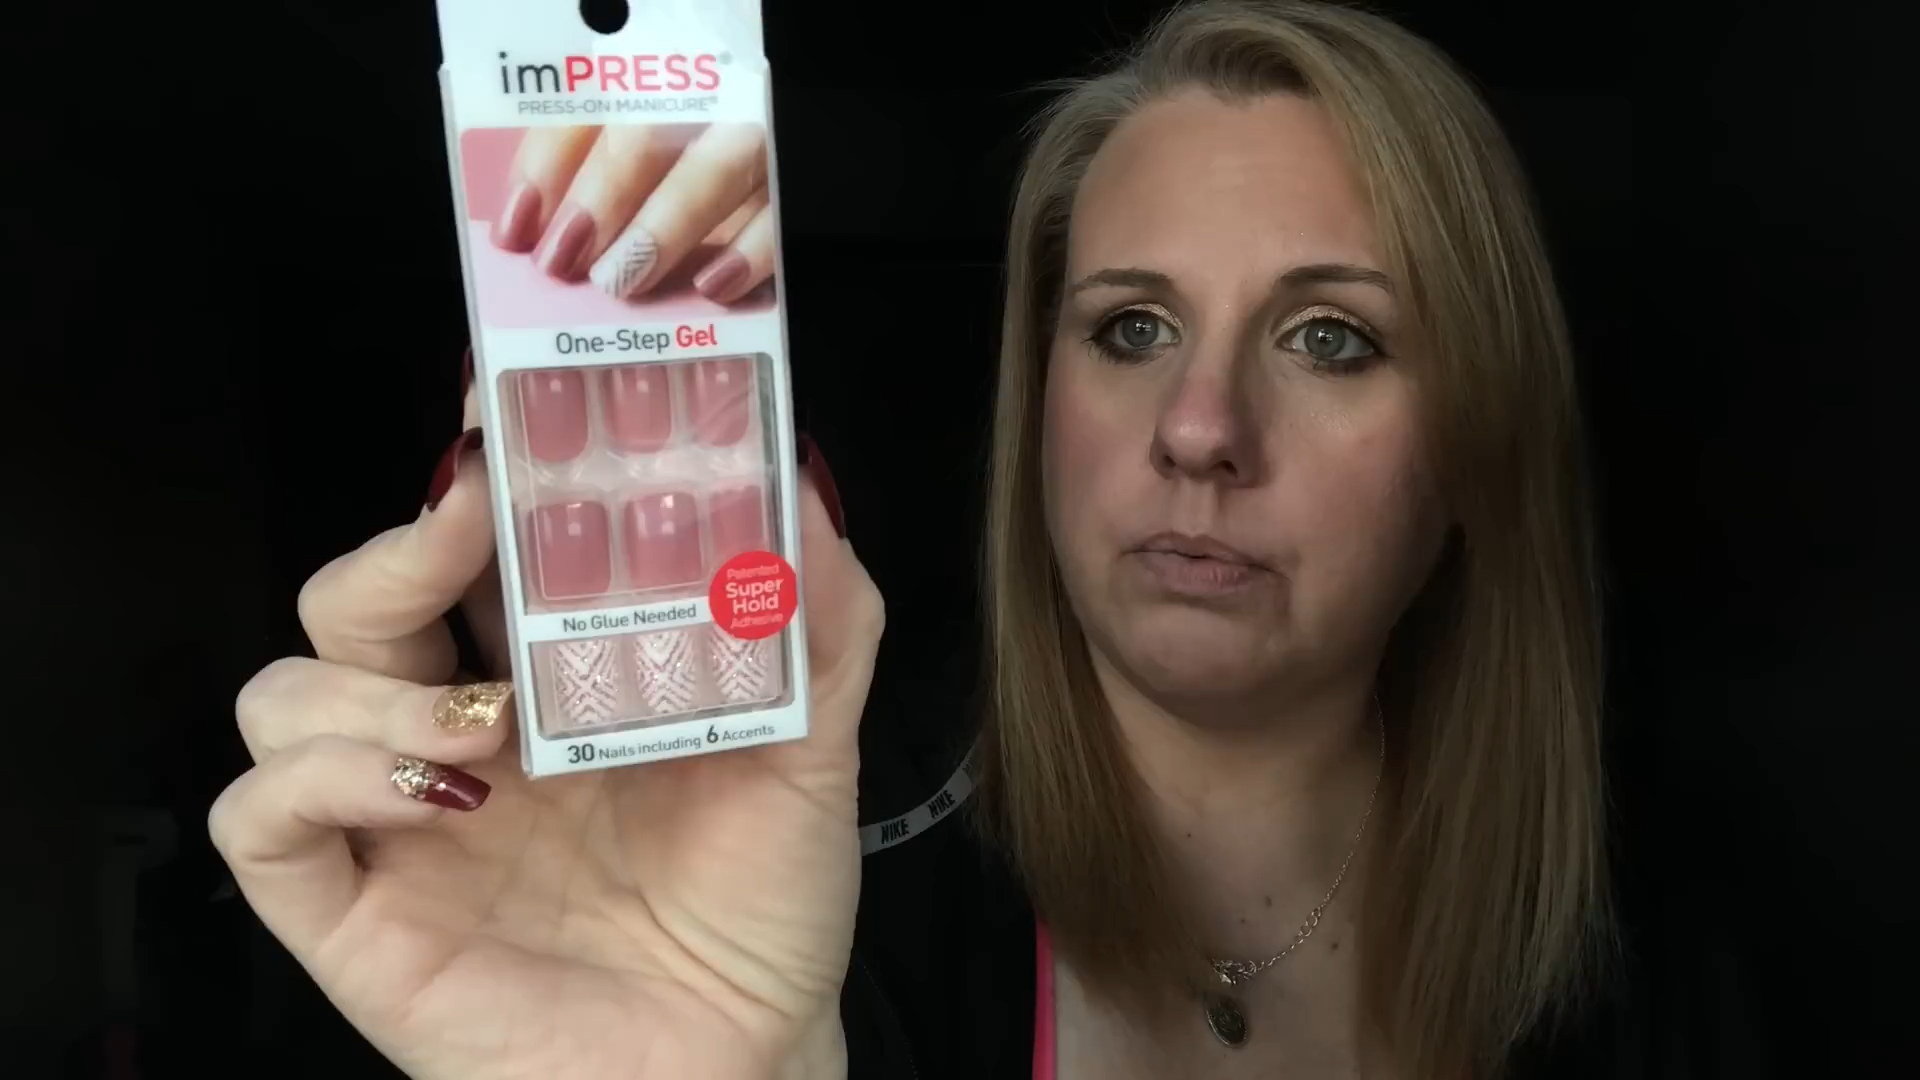 imPRESS®
PRESS-ON MANICURE®
One-Step Gel
Patented
Super
Hold
Adhesive
No Glue Needed
30 Nails including 6 Accents
NIKE NIKE